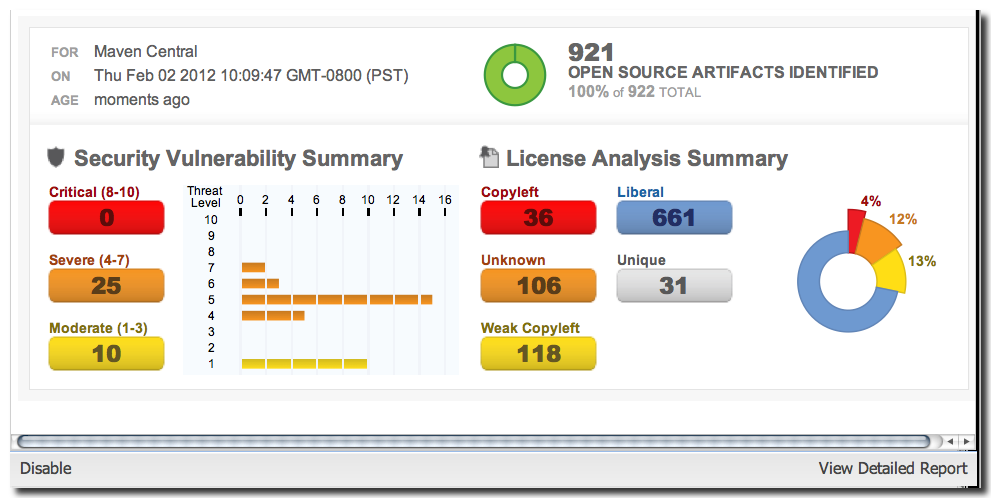 FOR Maven Central
ON Thu Feb 02 2012 10:09:47 GMT-0800 (PST)
AGE moments ago
921
OPEN SOURCE ARTIFACTS IDENTIFIED
100% of 922 TOTAL
Security Vulnerability Summary
Critical (8-10)
0
Severe (4-7)
25
Moderate (1-3)
10
Threat
Level
0 2 4 6 8 10 12 14 16
10
9
8
7
6
5
4
3
2
1
License Analysis Summary
Copyleft
36
Liberal
661
Unknown
106
Unique
31
Weak Copyleft
118
4%
12%
13%
Disable
View Detailed Report